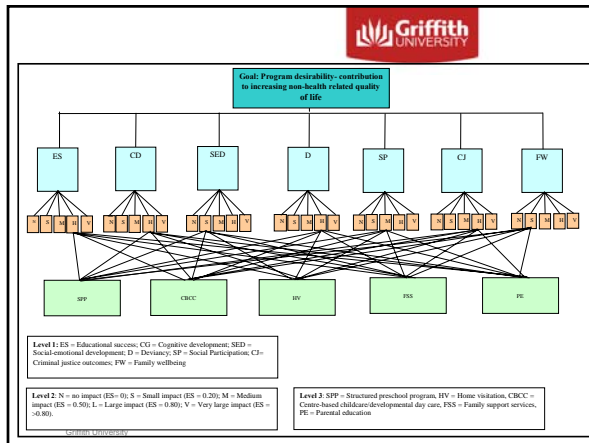 Griffith
UNIVERSITY
Goal: Program desirability- contribution
to increasing non-health related quality
of life
ES CD SED D SP CJ FW
N S M H V N S M H V N S M H V N S M H V N S M H V N S M H V N S M H V
SPP CBCC HV FSS PE
Level 1: ES = Educational success; CG = Cognitive development; SED =
Social-emotional development; D = Deviancy; SP = Social Participation; CJ=
Criminal justice outcomes; FW = Family wellbeing
Level 2: N = no impact (ES= 0); S = Small impact (ES = 0.20); M = Medium
impact (ES = 0.50); L = Large impact (ES = 0.80); V = Very large impact (ES =
>0.80).
Level 3: SPP = Structured preschool program, HV = Home visitation, CBCC =
Centre-based childcare/developmental day care, FSS = Family support services,
PE = Parental education
Griffith University